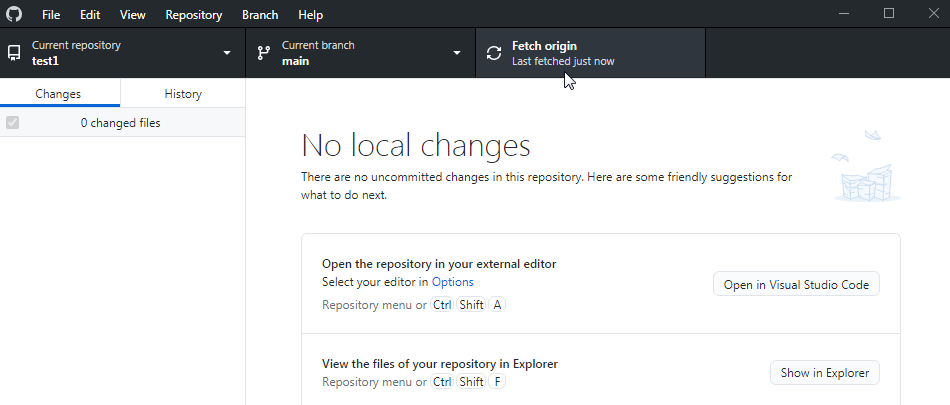 File Edit View Repository Branch Help
Current repository
test1
Current branch
main
Fetch origin
Last fetched just now
Changes
History
0 changed files
No local changes
There are no uncommitted changes in this repository. Here are some friendly suggestions for
what to do next.
Open the repository in your external editor
Select your editor in Options
Repository menu or Ctrl Shift A
Open in Visual Studio Code
View the files of your repository in Explorer
Repository menu or Ctrl Shift F
Show in Explorer